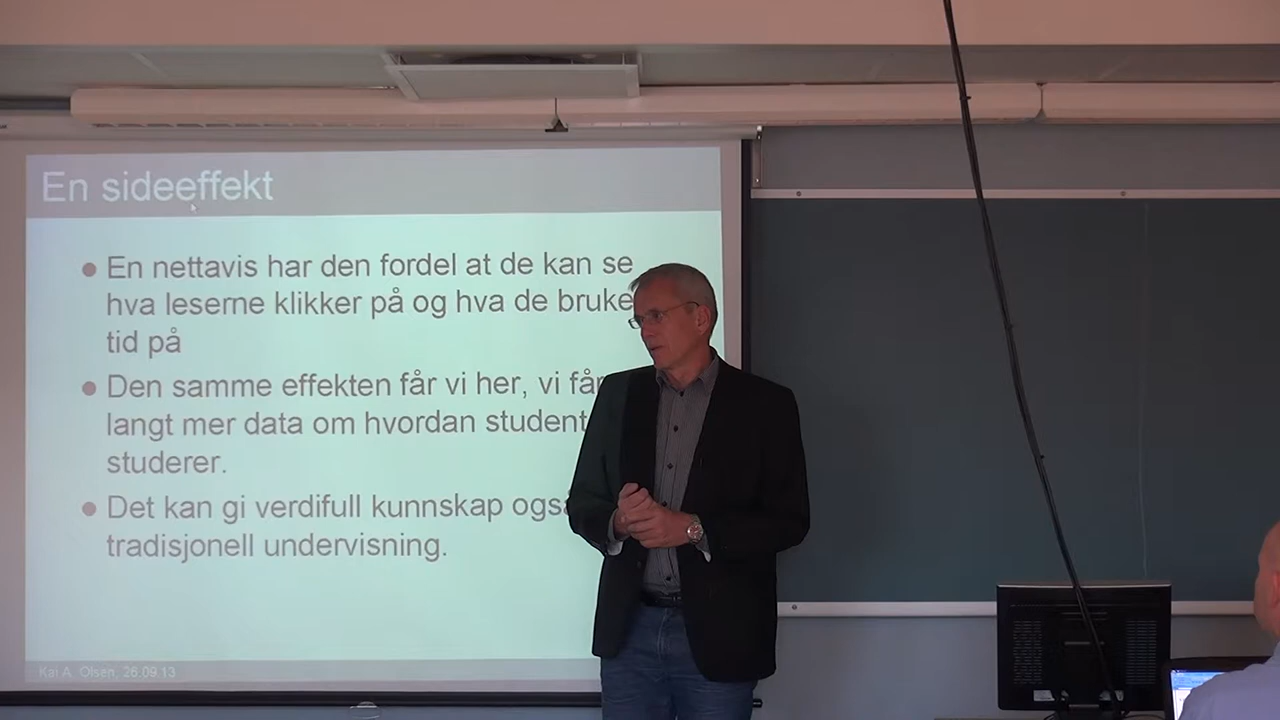 En sideeffekt
En nettavis har den fordel at de kan se
hva leserne klikker på og hva de bruke
tid på
Den samme effekten får vi her, vi får
langt mer data om hvordan student
studerer.
Det kan gi verdifull kunnskap også
tradisjonell undervisning.
Kai A. Olsen, 26.09.13